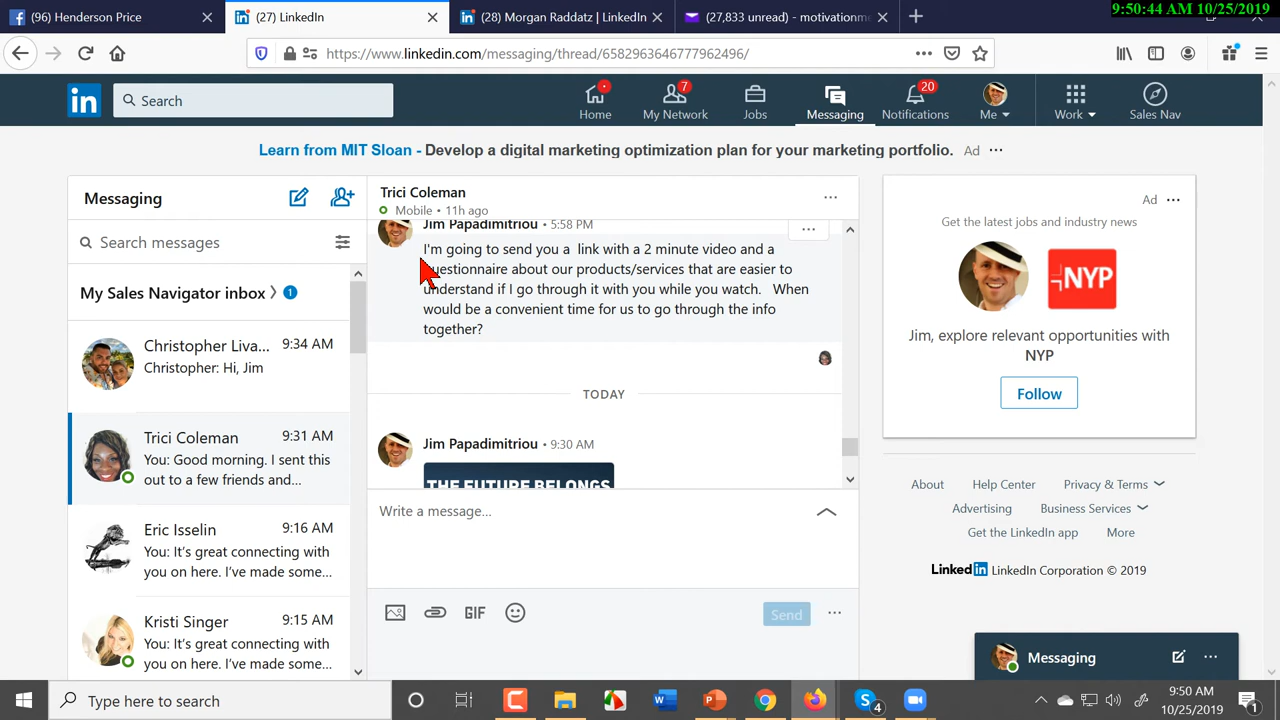 9:50:44 AM 10/25/2019
(96) Henderson Price
(27) LinkedIn
(28) Morgan Raddatz | LinkedIn
(27,833 unread) - motivationm
https://www.linkedin.com/messaging/thread/6582963646777962496/
in
Search
Home
7
My Network
Jobs
Messaging
20
Notifications
Me
Work
Sales Nav
Learn from MIT Sloan - Develop a digital marketing optimization plan for your marketing portfolio.
Ad
Messaging
Search messages
My Sales Navigator inbox
1
Christopher Liva...
9:34 AM
Christopher: Hi, Jim
Trici Coleman
9:31 AM
You: Good morning. I sent this
out to a few friends and...
Eric Isselin
9:16 AM
You: It's great connecting with
you on here. I've made some...
Kristi Singer
9:15 AM
You: It's great connecting with
you on here. I've made some...
Trici Coleman
Mobile • 11h ago
Jim Papadimitriou • 5:58 PM
I'm going to send you a link with a 2 minute video and a
questionnaire about our products/services that are easier to
understand if I go through it with you while you watch. When
would be a convenient time for us to go through the info
together?
TODAY
Jim Papadimitriou • 9:30 AM
THE FUTURE BELONGS
Write a message...
GIF
Send
Ad
Get the latest jobs and industry news
NYP
Jim, explore relevant opportunities with
NYP
Follow
About
Help Center
Privacy & Terms
Advertising
Business Services
Get the LinkedIn app
More
Linked in LinkedIn Corporation © 2019
Messaging
Type here to search
4
9:50 AM
10/25/2019
1